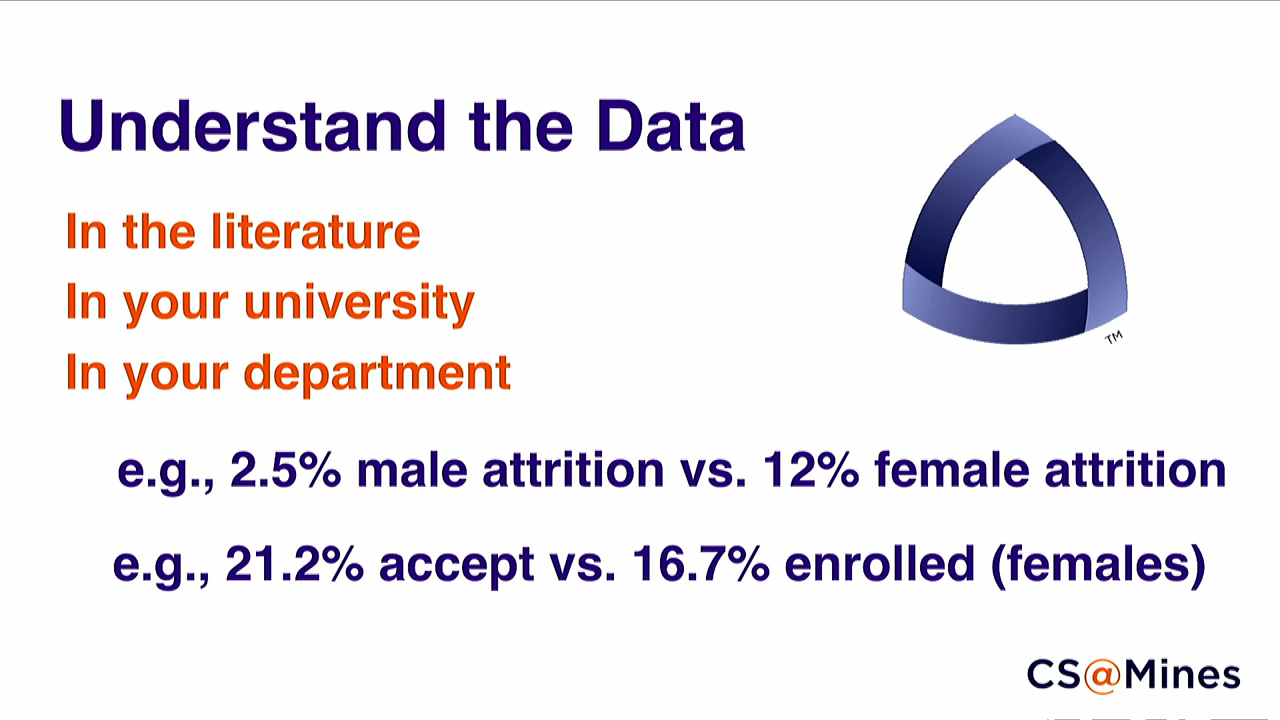 Understand the Data
In the literature
In your university
In your department
e.g., 2.5% male attrition vs. 12% female attrition
e.g., 21.2% accept vs. 16.7% enrolled (females)
TM
CS@Mines